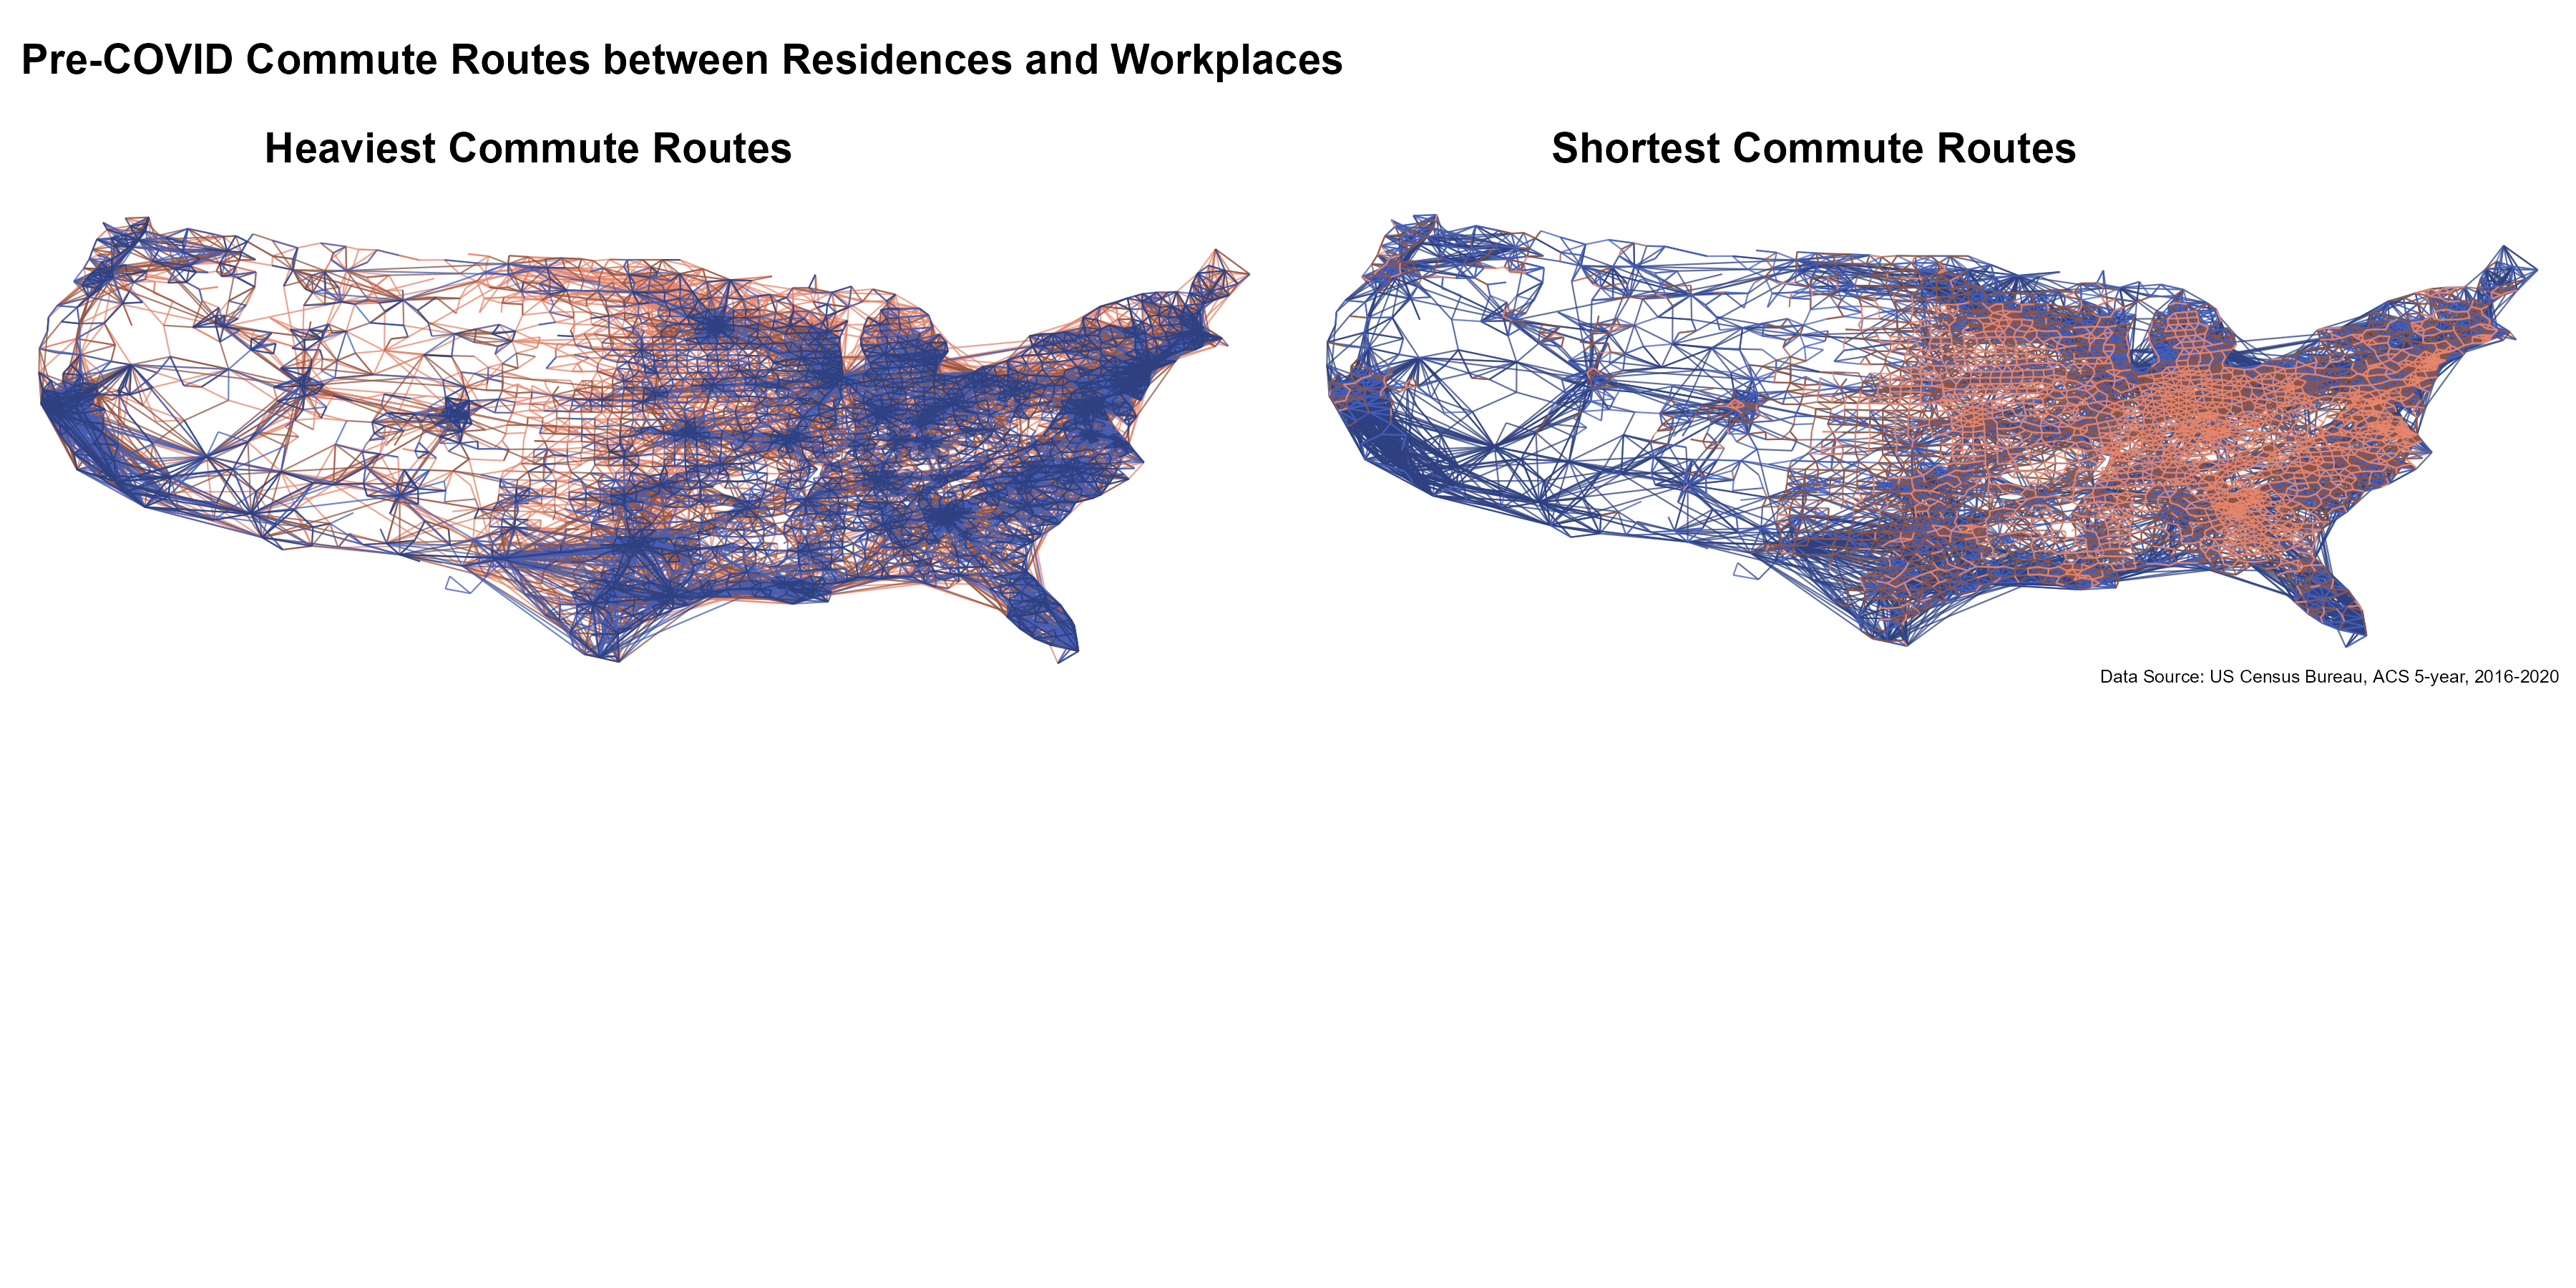 Pre-COVID Commute Routes between Residences and Workplaces
Heaviest Commute Routes
Shortest Commute Routes
Data Source: US Census Bureau, ACS 5-year, 2016-2020